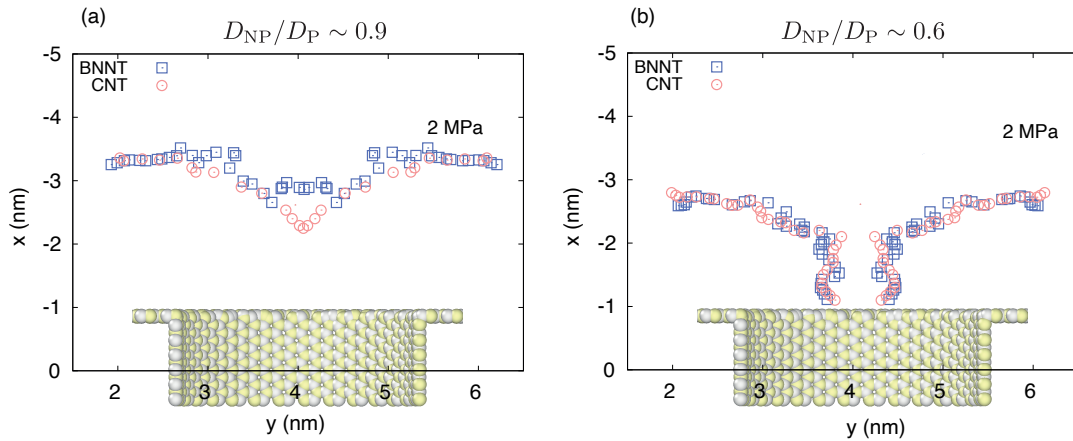 (a)
D_NP/D_P ∼ 0.9
-5
-4
-3
-2
-1
0
x (nm)
BNNT
CNT
2 MPa
2 3 4 5 6
y (nm)
(b)
D_NP/D_P ∼ 0.6
-5
-4
-3
-2
-1
0
x (nm)
BNNT
CNT
2 MPa
2 3 4 5 6
y (nm)